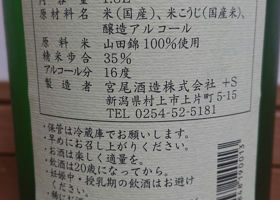 内容量 1.8L
原材料名 米(国産)、米こうじ(国産米)、
醸造アルコール
原料米 山田錦100%使用
精米歩合 35%
アルコール分 16度
製造者 宮尾酒造株式会社 +S
新潟県村上市上片町5-15
TEL 0254-52-5181
・保管は冷蔵庫でお願いします。
・早めにお召し上がりください。
・お酒は楽しく適量を。
・飲酒は20歳になってから。
・妊娠中・授乳期の飲酒はお避け
ください。